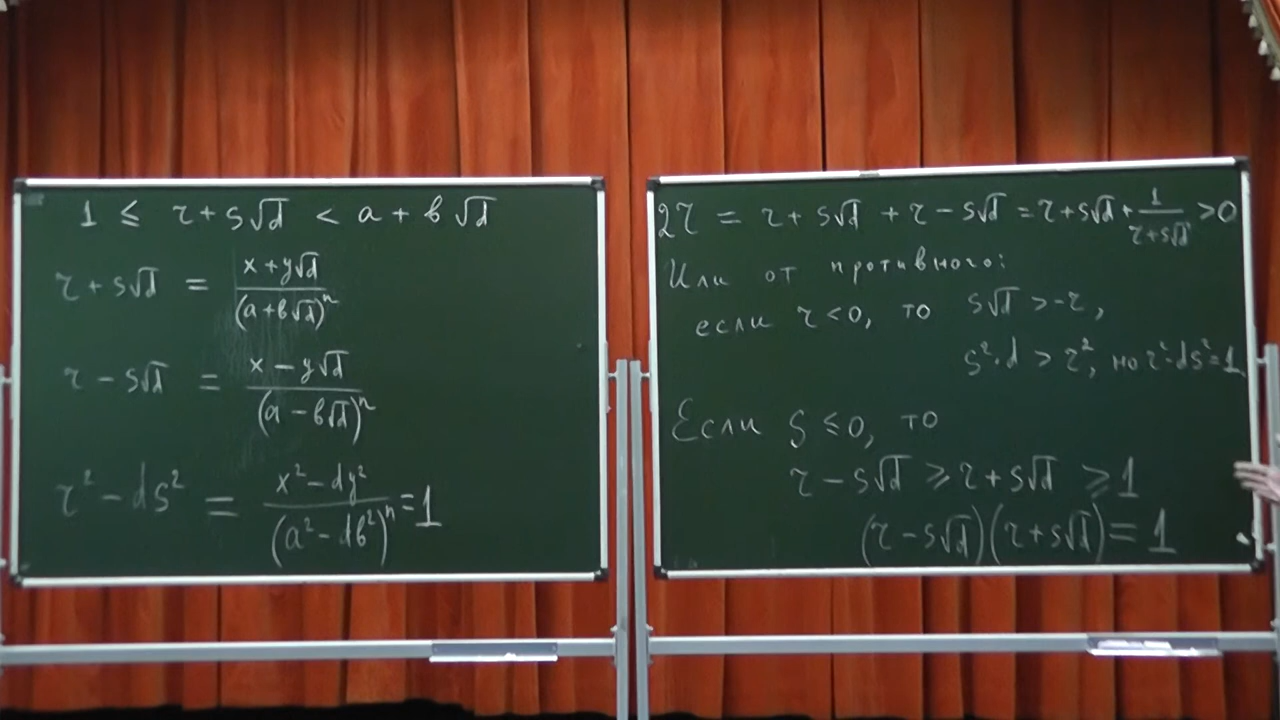 1 ≤ r + s√d < a + b√d
r + s√d = (x + y√d)/(a + b√d)ⁿ
r − s√d = (x − y√d)/(a − b√d)ⁿ
r² − ds² = (x² − dy²)/(a² − db²)ⁿ = 1
2r = r + s√d + r − s√d = r + s√d + 1/(r + s√d) > 0
Или от противного:
если r < 0, то s√d > −r,
s²·d > r², но r² − ds² = 1
Если s ≤ 0, то
r − s√d ≥ r + s√d ≥ 1
(r − s√d)(r + s√d) = 1